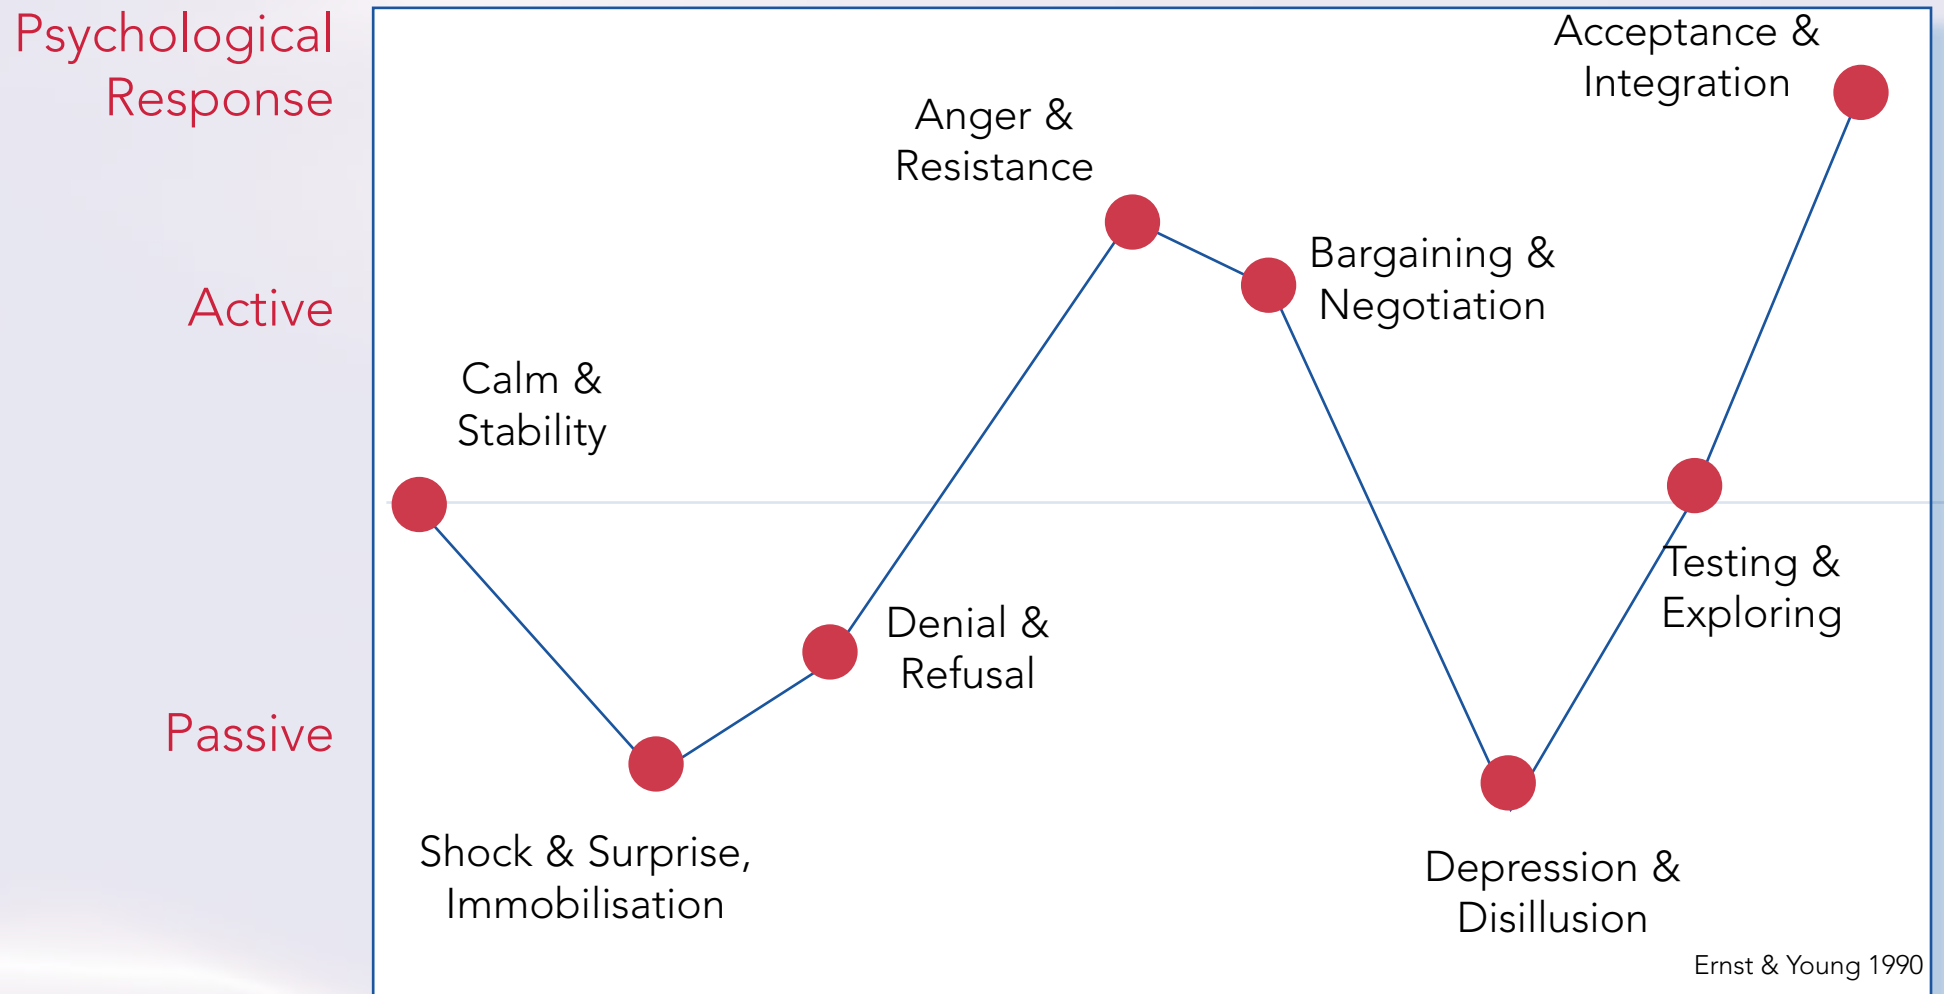 Psychological
Response
Active
Passive
Calm &
Stability
Shock & Surprise,
Immobilisation
Denial &
Refusal
Anger &
Resistance
Bargaining &
Negotiation
Depression &
Disillusion
Testing &
Exploring
Acceptance &
Integration
Ernst & Young 1990